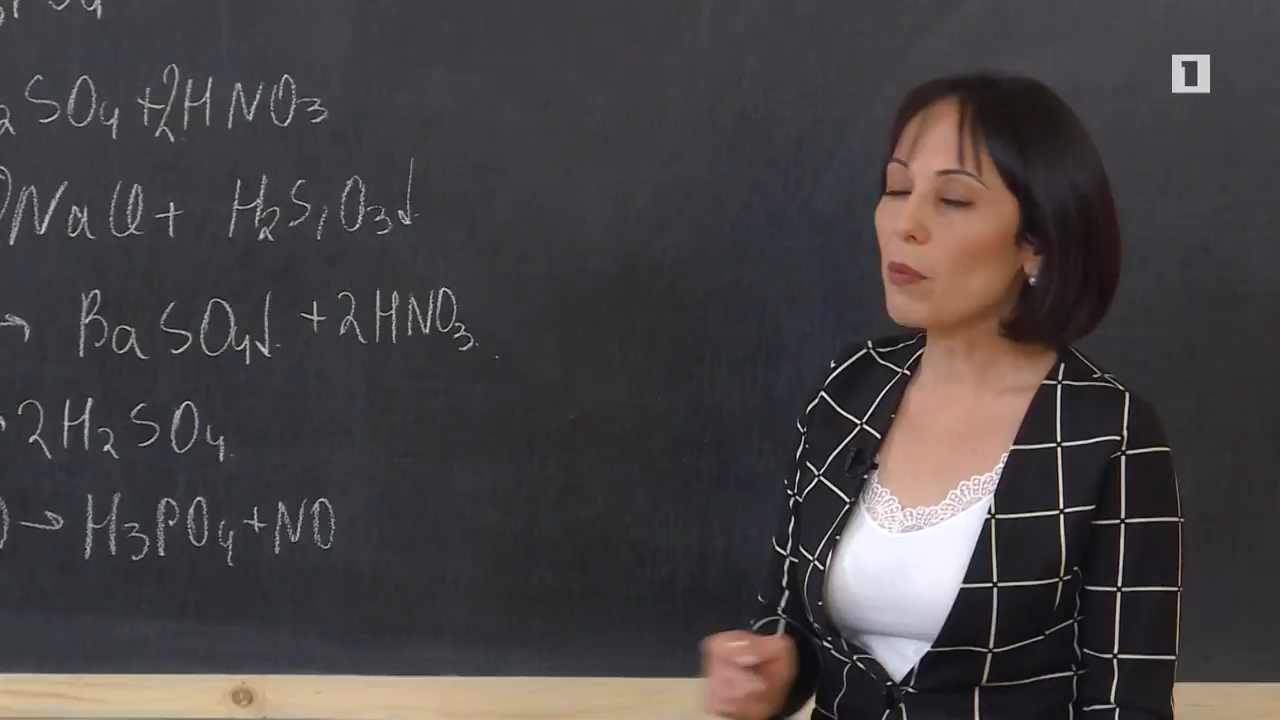 ₂SO₄ + 2HNO₃
NaCl + H₂SiO₃↓
→ BaSO₄↓ + 2HNO₃
2H₂SO₄
→ H₃PO₄ + NO
1